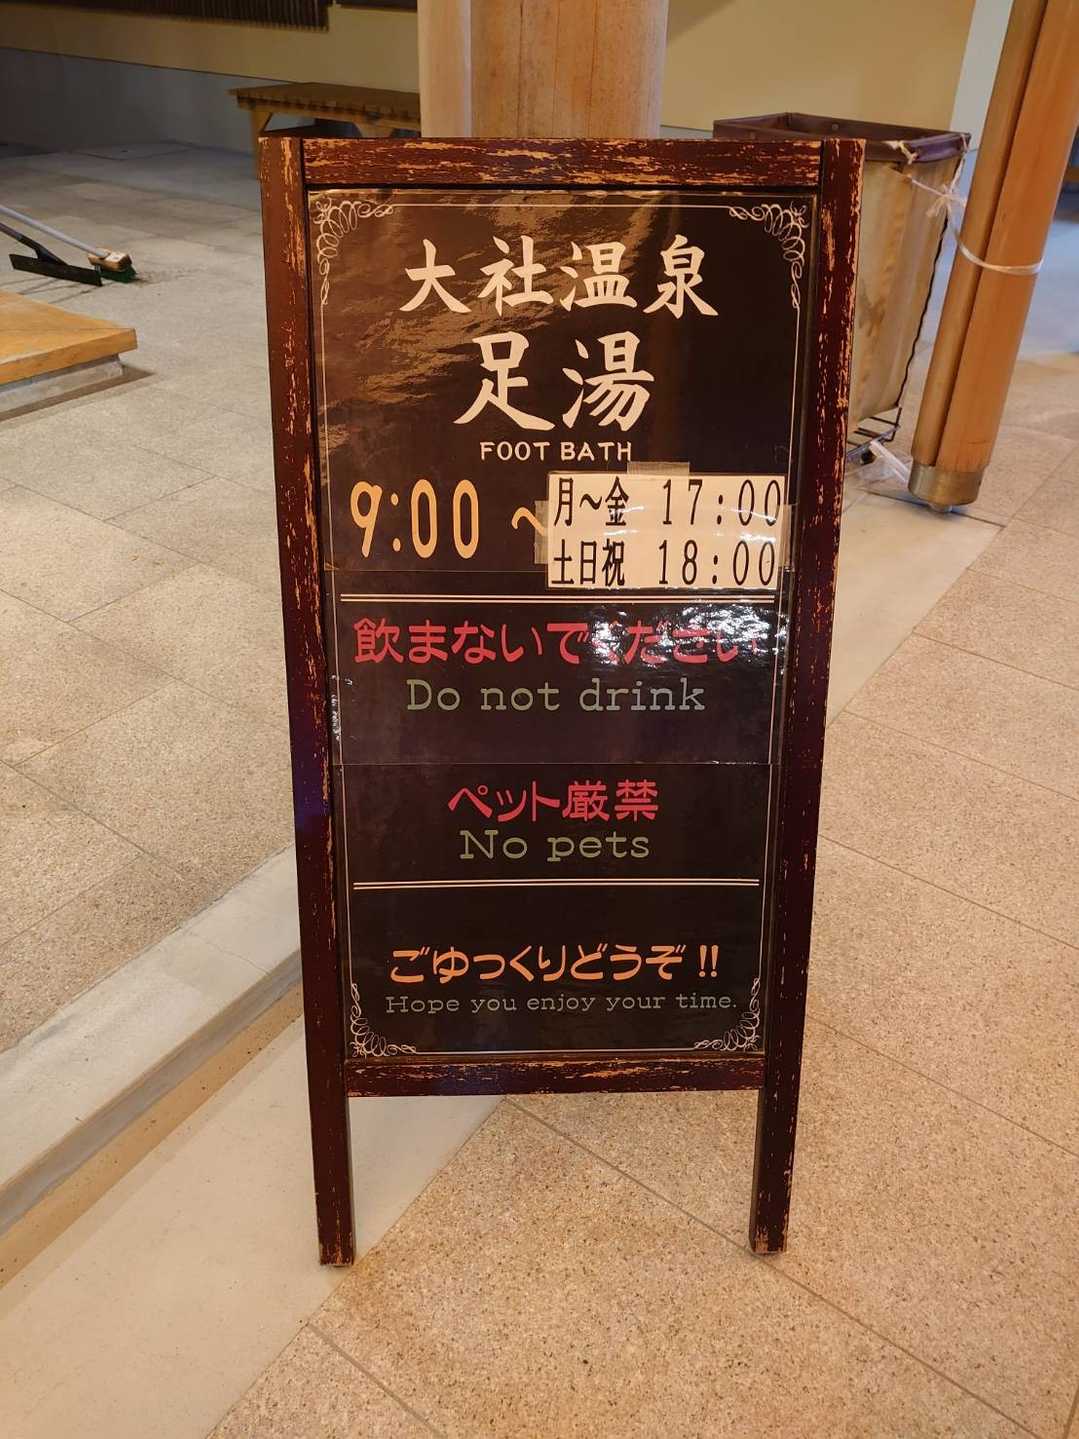 大社温泉
足湯
FOOT BATH
9:00 ~ 月~金 17:00
土日祝 18:00
飲まないでください
Do not drink
ペット厳禁
No pets
ごゆっくりどうぞ!!
Hope you enjoy your time.